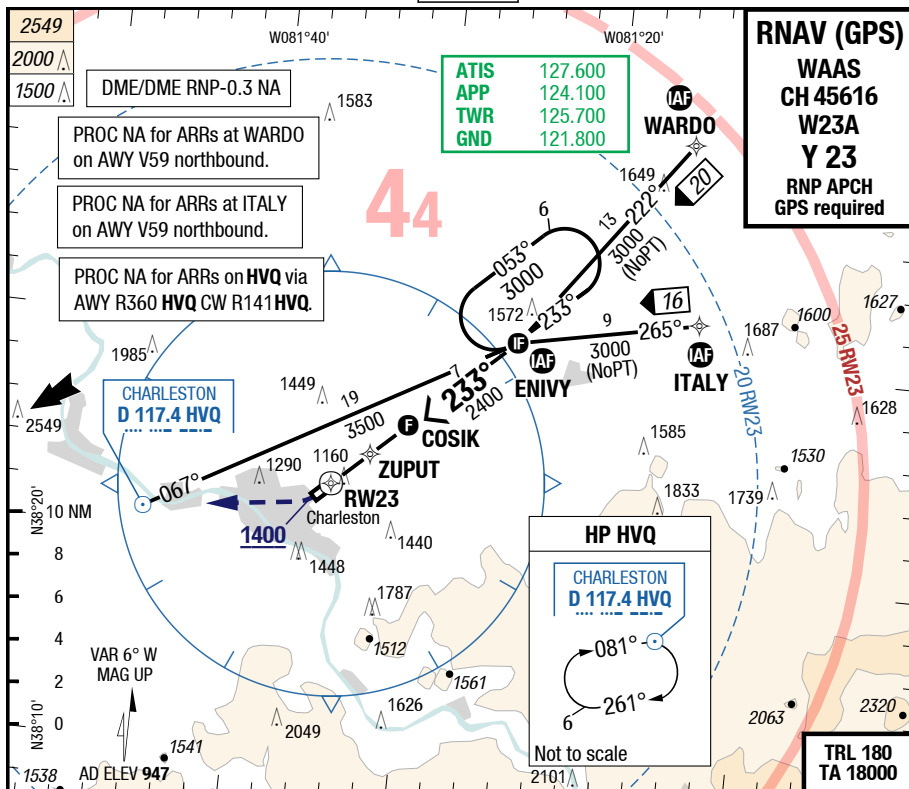 2549
2000
1500
W081°40'
W081°20'
DME/DME RNP-0.3 NA
PROC NA for ARRs at WARDO
on AWY V59 northbound.
PROC NA for ARRs at ITALY
on AWY V59 northbound.
PROC NA for ARRs on HVQ via
AWY R360 HVQ CW R141HVQ.
ATIS 127.600
APP 124.100
TWR 125.700
GND 121.800
RNAV (GPS)
WAAS
CH 45616
W23A
Y 23
RNP APCH
GPS required
1583
44
IAF
WARDO
1649
20
13
222°
3000
(NoPT)
6
053°
3000
233°
1572
16
9
265°
3000
(NoPT)
IF
IAF
ENIVY
IAF
ITALY
1687
1600
1627
25 RW23
20 RW23
1985
1449
2549
CHARLESTON
D 117.4 HVQ
19
7
3500
233°
2400
F
COSIK
ZUPUT
1160
RW23
067°
1290
Charleston
1400
1448
1440
1585
1530
1628
1833
1739
N38°20'
10 NM
8
6
4
2
0
N38°10'
1787
1512
1561
1626
2049
1541
1538
VAR 6° W
MAG UP
AD ELEV 947
HP HVQ
CHARLESTON
D 117.4 HVQ
081°
261°
6
Not to scale
2101
2063
2320
TRL 180
TA 18000